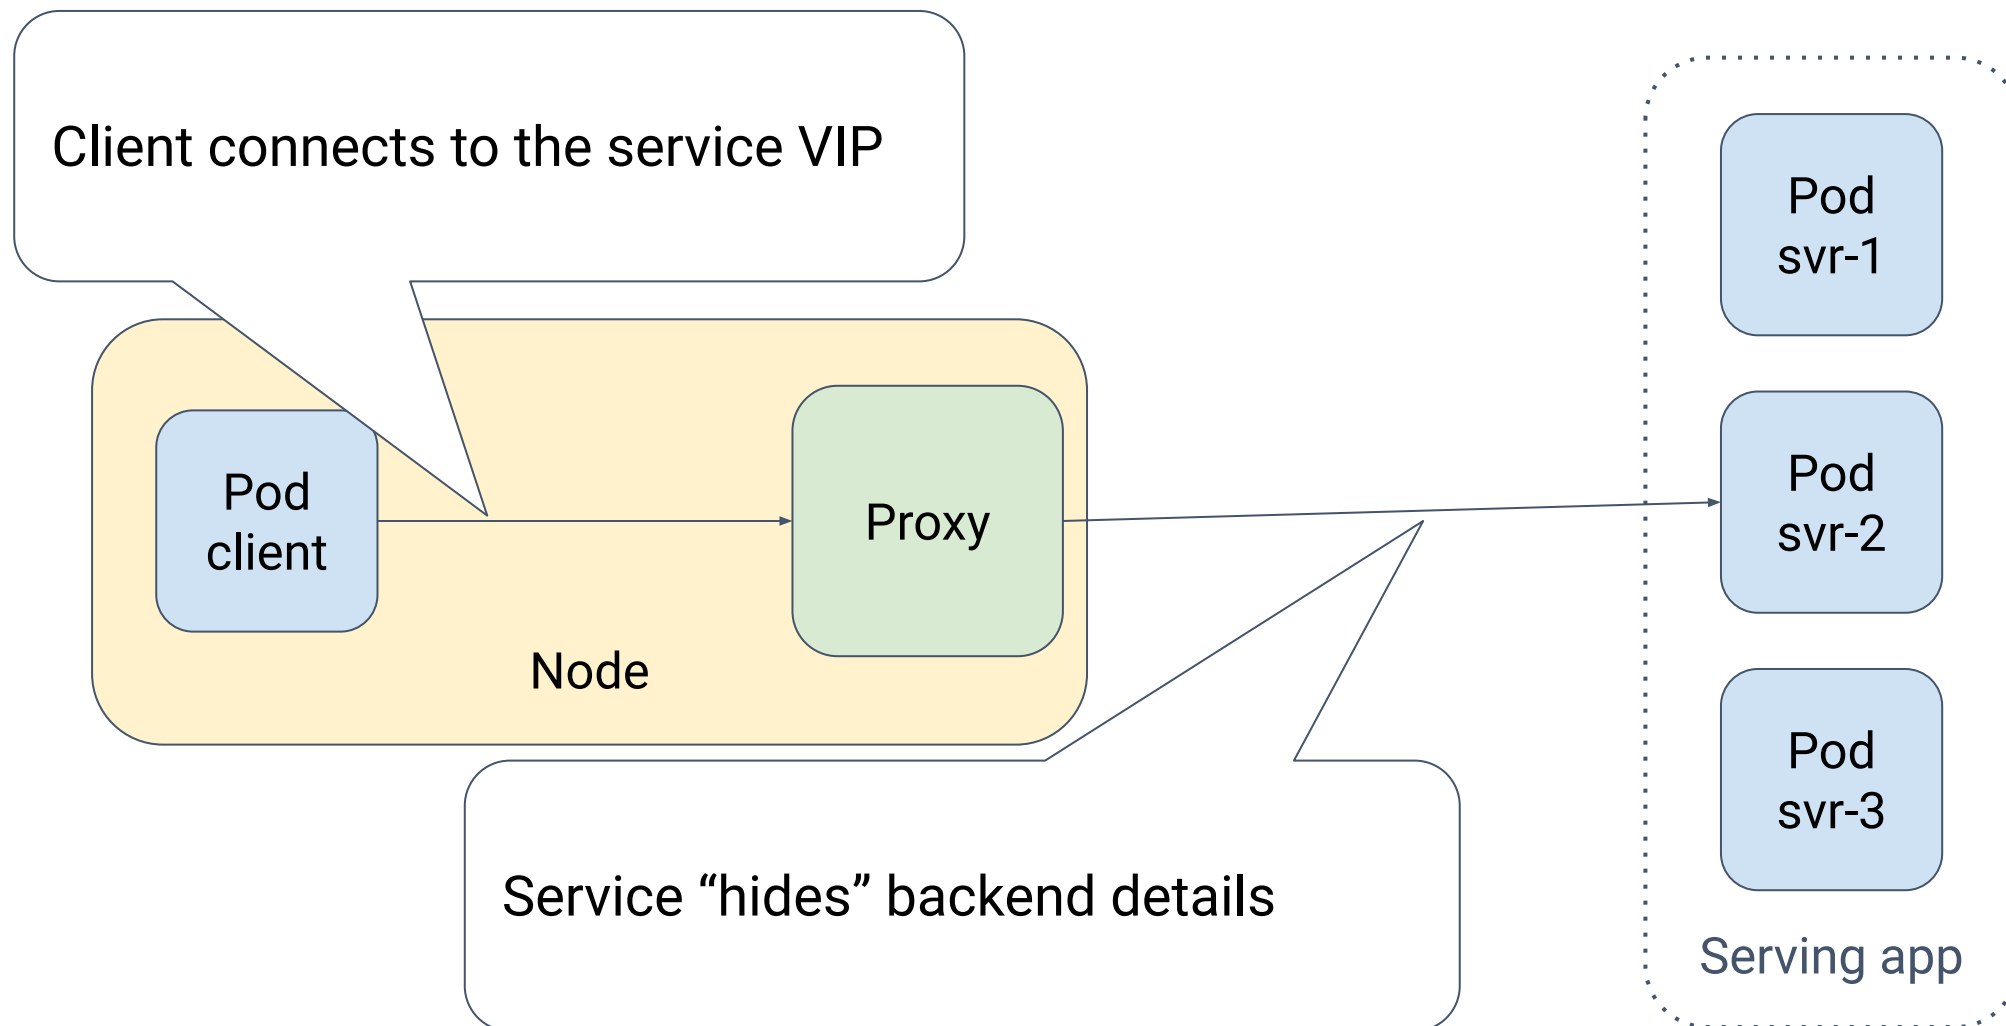 Client connects to the service VIP
Pod
client
Proxy
Node
Service “hides” backend details
Pod
svr-1
Pod
svr-2
Pod
svr-3
Serving app